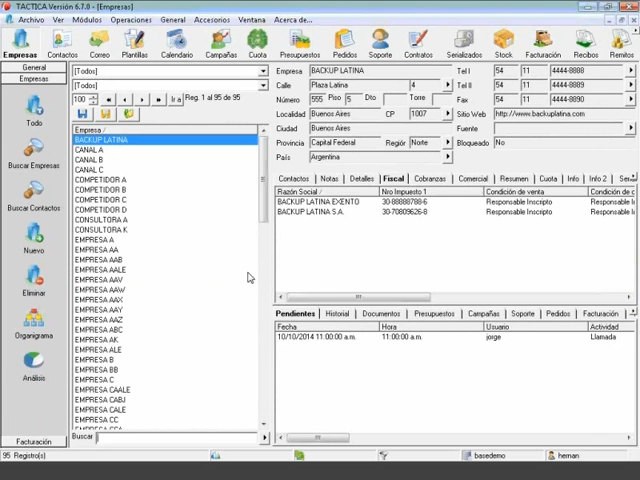 TACTICA Versión 6.7.0 - [Empresas]
Archivo Ver Módulos Operaciones General Accesorios Ventana Acerca de...
Empresas Contactos Correo Plantillas Calendario Campañas Cuota Presupuestos Pedidos Soporte Contratos Serializados Stock Facturación Recibos Remitos
General
Empresas
Todo
Buscar Empresas
Buscar Contactos
Nuevo
Eliminar
Organigrama
Análisis
Facturación
[Todos]
[Todos]
100 Ir a Reg. 1 al 95 de 95
Empresa /
BACKUP LATINA
CANAL A
CANAL B
CANAL C
COMPETIDOR A
COMPETIDOR B
COMPETIDOR C
COMPETIDOR D
CONSULTORA A
CONSULTORA K
EMPRESA A
EMPRESA AA
EMPRESA AAB
EMPRESA AALE
EMPRESA AAV
EMPRESA AAW
EMPRESA AAX
EMPRESA AAY
EMPRESA AAZ
EMPRESA ABC
EMPRESA AK
EMPRESA ALE
EMPRESA B
EMPRESA BB
EMPRESA C
EMPRESA CAALE
EMPRESA CABJ
EMPRESA CALE
EMPRESA CC
Buscar
Empresa BACKUP LATINA Tel I 54 11 4444-8888
Calle Plaza Latina 4 Tel II 54 11 4444-8889
Número 555 Piso 5 Dto Torre Fax 54 11 4444-8890
Localidad Buenos Aires CP 1007 Sitio Web http://www.backuplatina.com
Ciudad Buenos Aires Fuente
Provincia Capital Federal Región Norte Bloqueado No
País Argentina
Contactos Notas Detalles Fiscal Cobranzas Comercial Resumen Cuota Info Info 2
Razón Social / Nro Impuesto 1 Condición de venta Condición de
BACKUP LATINA EXENTO 30-88888788-6 Responsable Inscripto Responsable
BACKUP LATINA S.A. 30-70809626-8 Responsable Inscripto Responsable
Pendientes Historial Documentos Presupuestos Campañas Soporte Pedidos Facturación
Fecha Hora Usuario Actividad
10/10/2014 11:00:00 a.m. 11:00:00 a.m. jorge Llamada
95 Registro(s) basedemo hernan